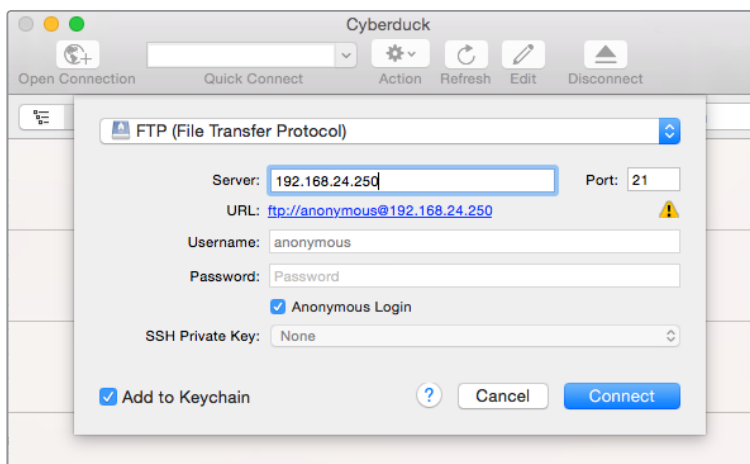 Cyberduck
Open Connection Quick Connect Action Refresh Edit Disconnect
FTP (File Transfer Protocol)
Server: 192.168.24.250 Port: 21
URL: ftp://anonymous@192.168.24.250
Username: anonymous
Password: Password
Anonymous Login
SSH Private Key: None
Add to Keychain ? Cancel Connect